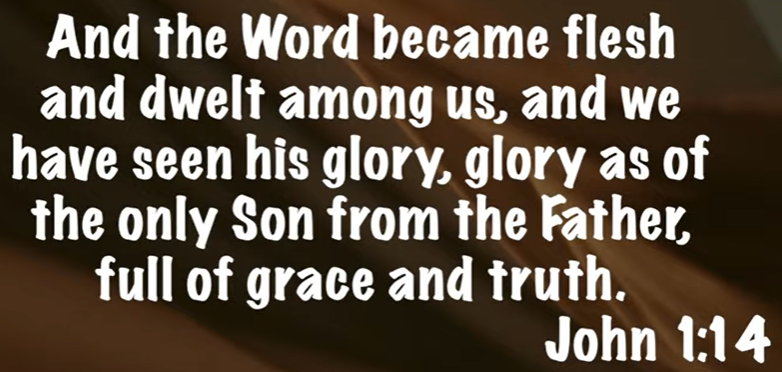 And the Word became flesh
and dwelt among us, and we
have seen his glory, glory as of
the only Son from the Father,
full of grace and truth.
John 1:14